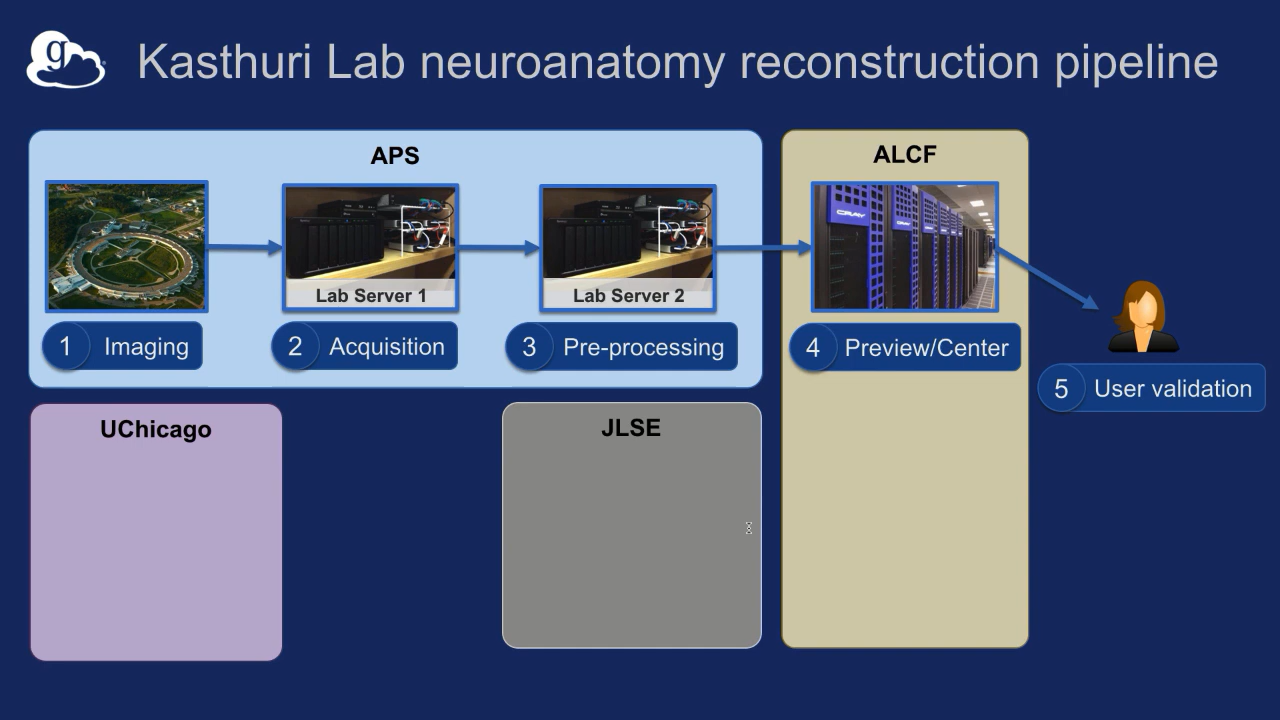 g
Kasthuri Lab neuroanatomy reconstruction pipeline
APS
ALCF
CRAY
Lab Server 1
Lab Server 2
1 Imaging
2 Acquisition
3 Pre-processing
4 Preview/Center
5 User validation
UChicago
JLSE